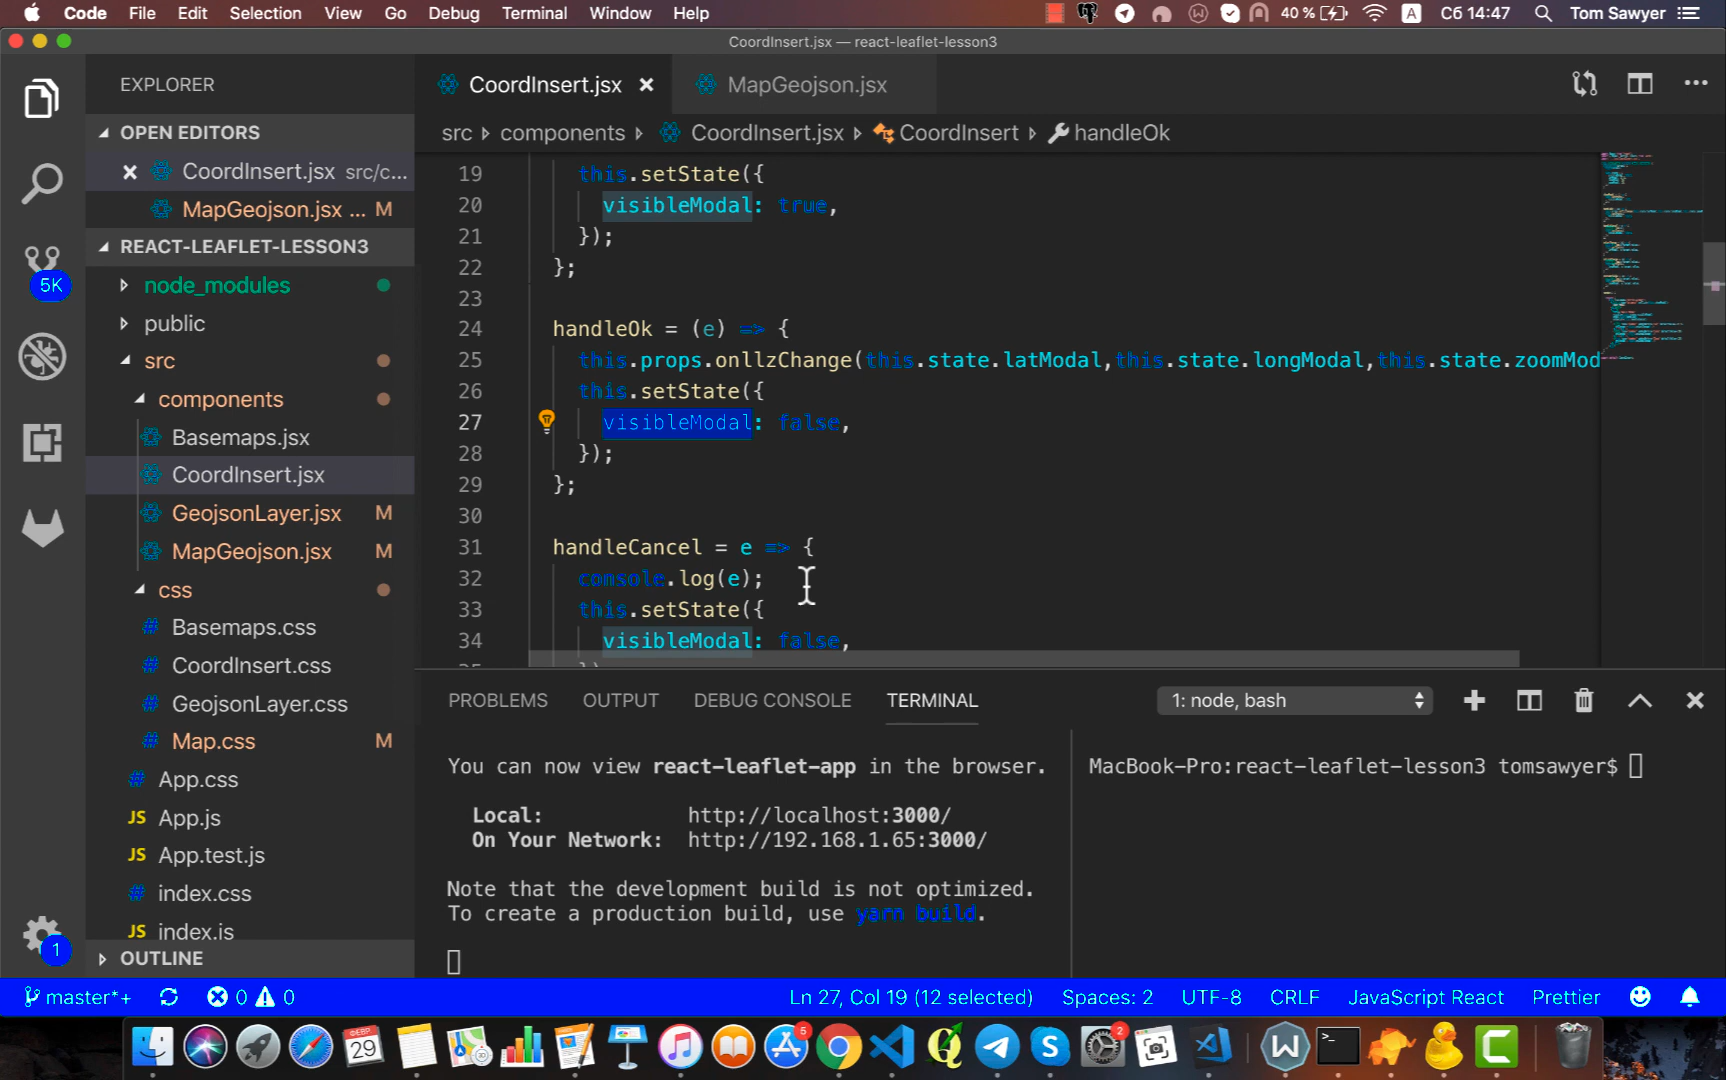 Code File Edit Selection View Go Debug Terminal Window Help 40 % A Сб 14:47 Tom Sawyer
CoordInsert.jsx — react-leaflet-lesson3
EXPLORER
OPEN EDITORS
CoordInsert.jsx src/c...
MapGeojson.jsx ... M
REACT-LEAFLET-LESSON3
node_modules
public
src
components
Basemaps.jsx
CoordInsert.jsx
GeojsonLayer.jsx M
MapGeojson.jsx M
css
Basemaps.css
CoordInsert.css
GeojsonLayer.css
Map.css M
App.css
JS App.js
JS App.test.js
index.css
JS index.js
OUTLINE
5K
1
CoordInsert.jsx MapGeojson.jsx
src components CoordInsert.jsx CoordInsert handleOk
19 this.setState({
20 visibleModal: true,
21 });
22 };
23
24 handleOk = (e) => {
25 this.props.onllzChange(this.state.latModal,this.state.longModal,this.state.zoomMod
26 this.setState({
27 visibleModal: false,
28 });
29 };
30
31 handleCancel = e => {
32 console.log(e);
33 this.setState({
34 visibleModal: false,
PROBLEMS OUTPUT DEBUG CONSOLE TERMINAL 1: node, bash
You can now view react-leaflet-app in the browser.
Local: http://localhost:3000/
On Your Network: http://192.168.1.65:3000/
Note that the development build is not optimized.
To create a production build, use yarn build.
MacBook-Pro:react-leaflet-lesson3 tomsawyer$
master*+ 0 0 Ln 27, Col 19 (12 selected) Spaces: 2 UTF-8 CRLF JavaScript React Prettier
ФЕВР
29
5
2